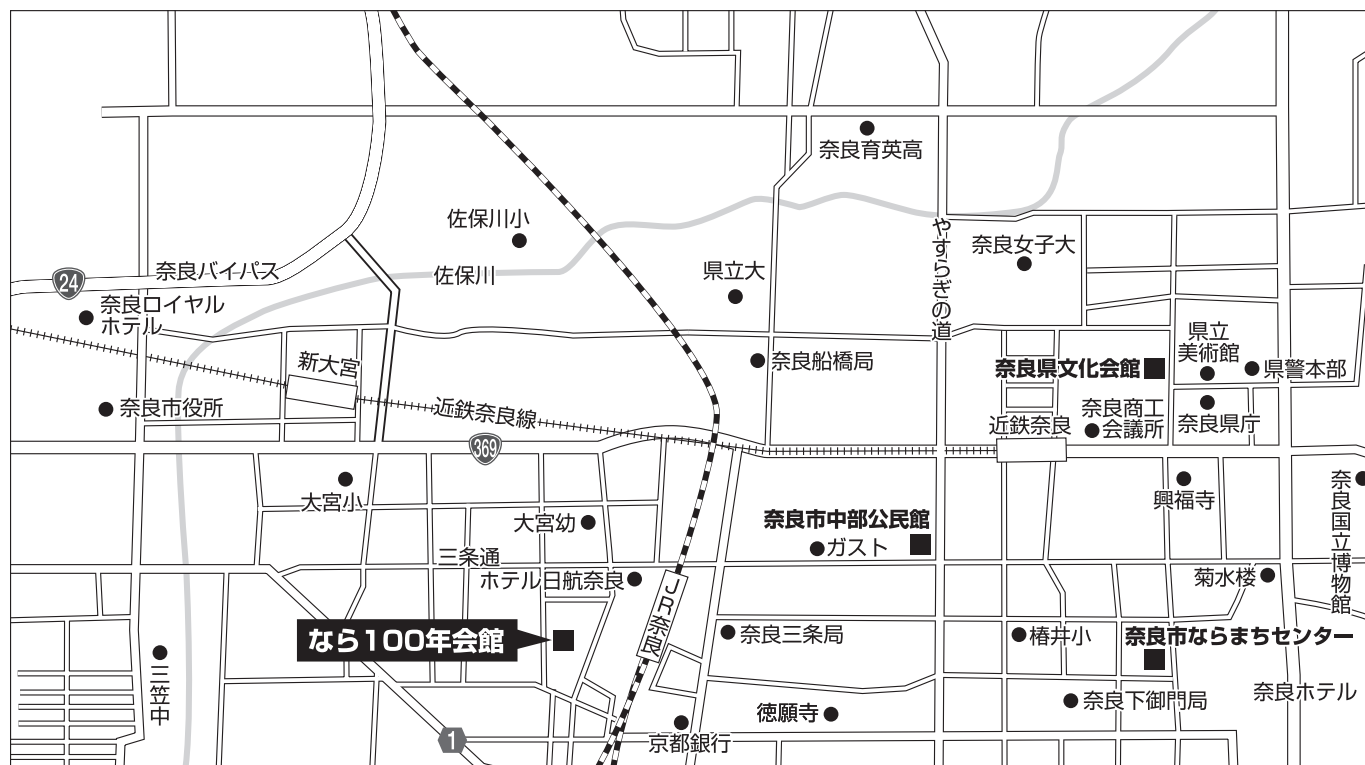 奈良育英高
佐保川小
やすらぎの道
奈良女子大
24
奈良バイパス
佐保川
県立大
奈良ロイヤル
ホテル
県立
美術館
新大宮
奈良船橋局
奈良県文化会館
県警本部
奈良市役所
近鉄奈良線
奈良商工
会議所
奈良県庁
近鉄奈良
369
大宮小
興福寺
奈良国立博物館
大宮幼
奈良市中部公民館
ガスト
三条通
ホテル日航奈良
菊水楼
JR奈良
なら100年会館
奈良三条局
椿井小
奈良市ならまちセンター
三笠中
奈良ホテル
奈良下御門局
徳願寺
1
京都銀行